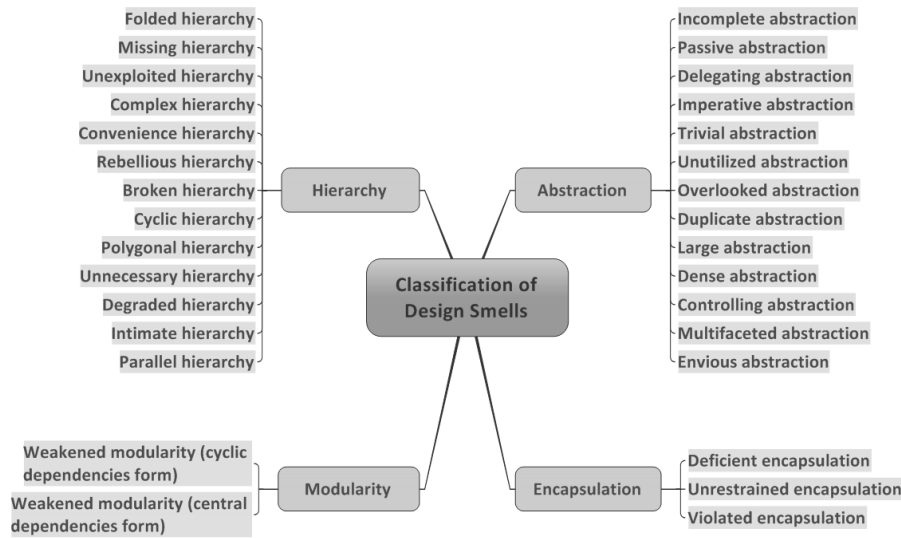 Folded hierarchy
Missing hierarchy
Unexploited hierarchy
Complex hierarchy
Convenience hierarchy
Rebellious hierarchy
Broken hierarchy
Cyclic hierarchy
Polygonal hierarchy
Unnecessary hierarchy
Degraded hierarchy
Intimate hierarchy
Parallel hierarchy
Hierarchy
Abstraction
Incomplete abstraction
Passive abstraction
Delegating abstraction
Imperative abstraction
Trivial abstraction
Unutilized abstraction
Overlooked abstraction
Duplicate abstraction
Large abstraction
Dense abstraction
Controlling abstraction
Multifaceted abstraction
Envious abstraction
Classification of
Design Smells
Weakened modularity (cyclic
dependencies form)
Weakened modularity (central
dependencies form)
Modularity
Encapsulation
Deficient encapsulation
Unrestrained encapsulation
Violated encapsulation